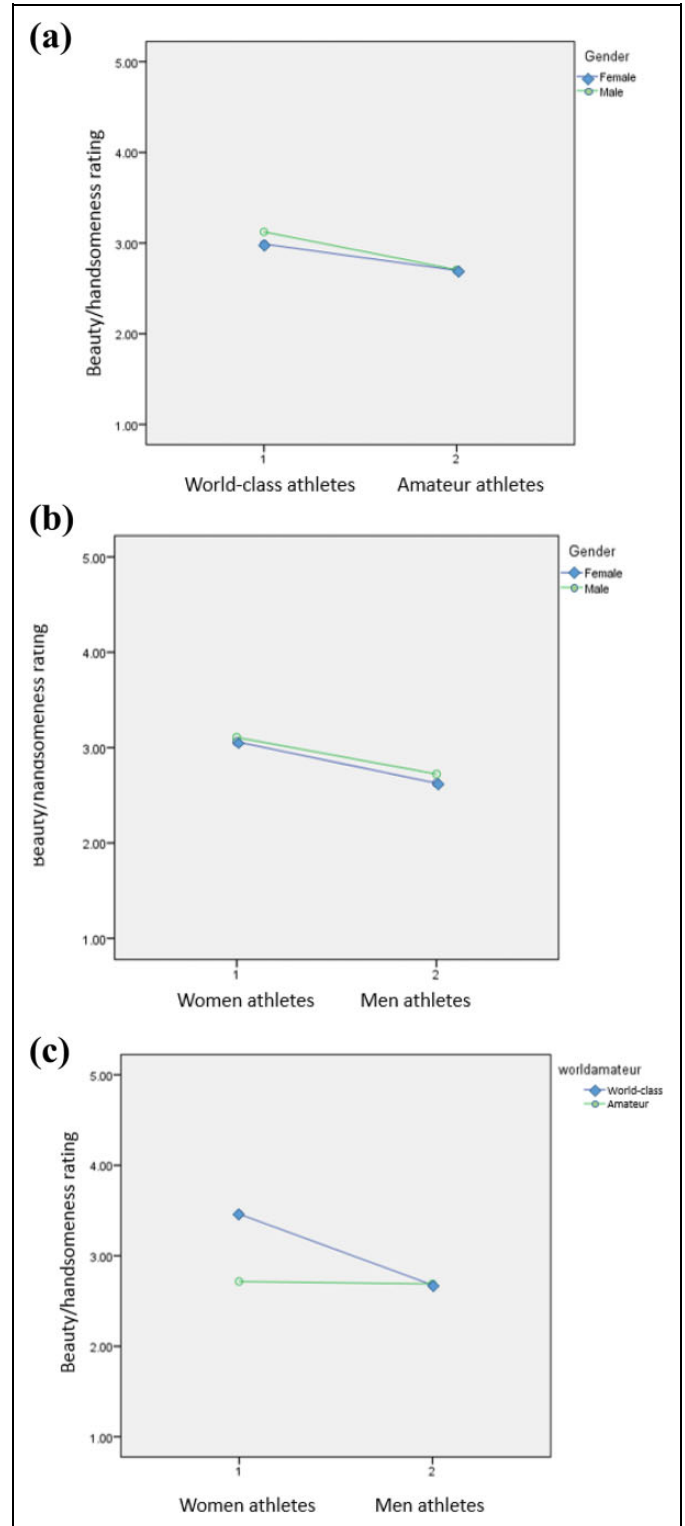 (a)
Gender
Female
Male
5.00
4.00
3.00
2.00
1.00
Beauty/handsomeness rating
1 2
World-class athletes Amateur athletes
(b)
Gender
Female
Male
5.00
4.00
3.00
2.00
1.00
Beauty/handsomeness rating
1 2
Women athletes Men athletes
(c)
worldamateur
World-class
Amateur
5.00
4.00
3.00
2.00
1.00
Beauty/handsomeness rating
1 2
Women athletes Men athletes